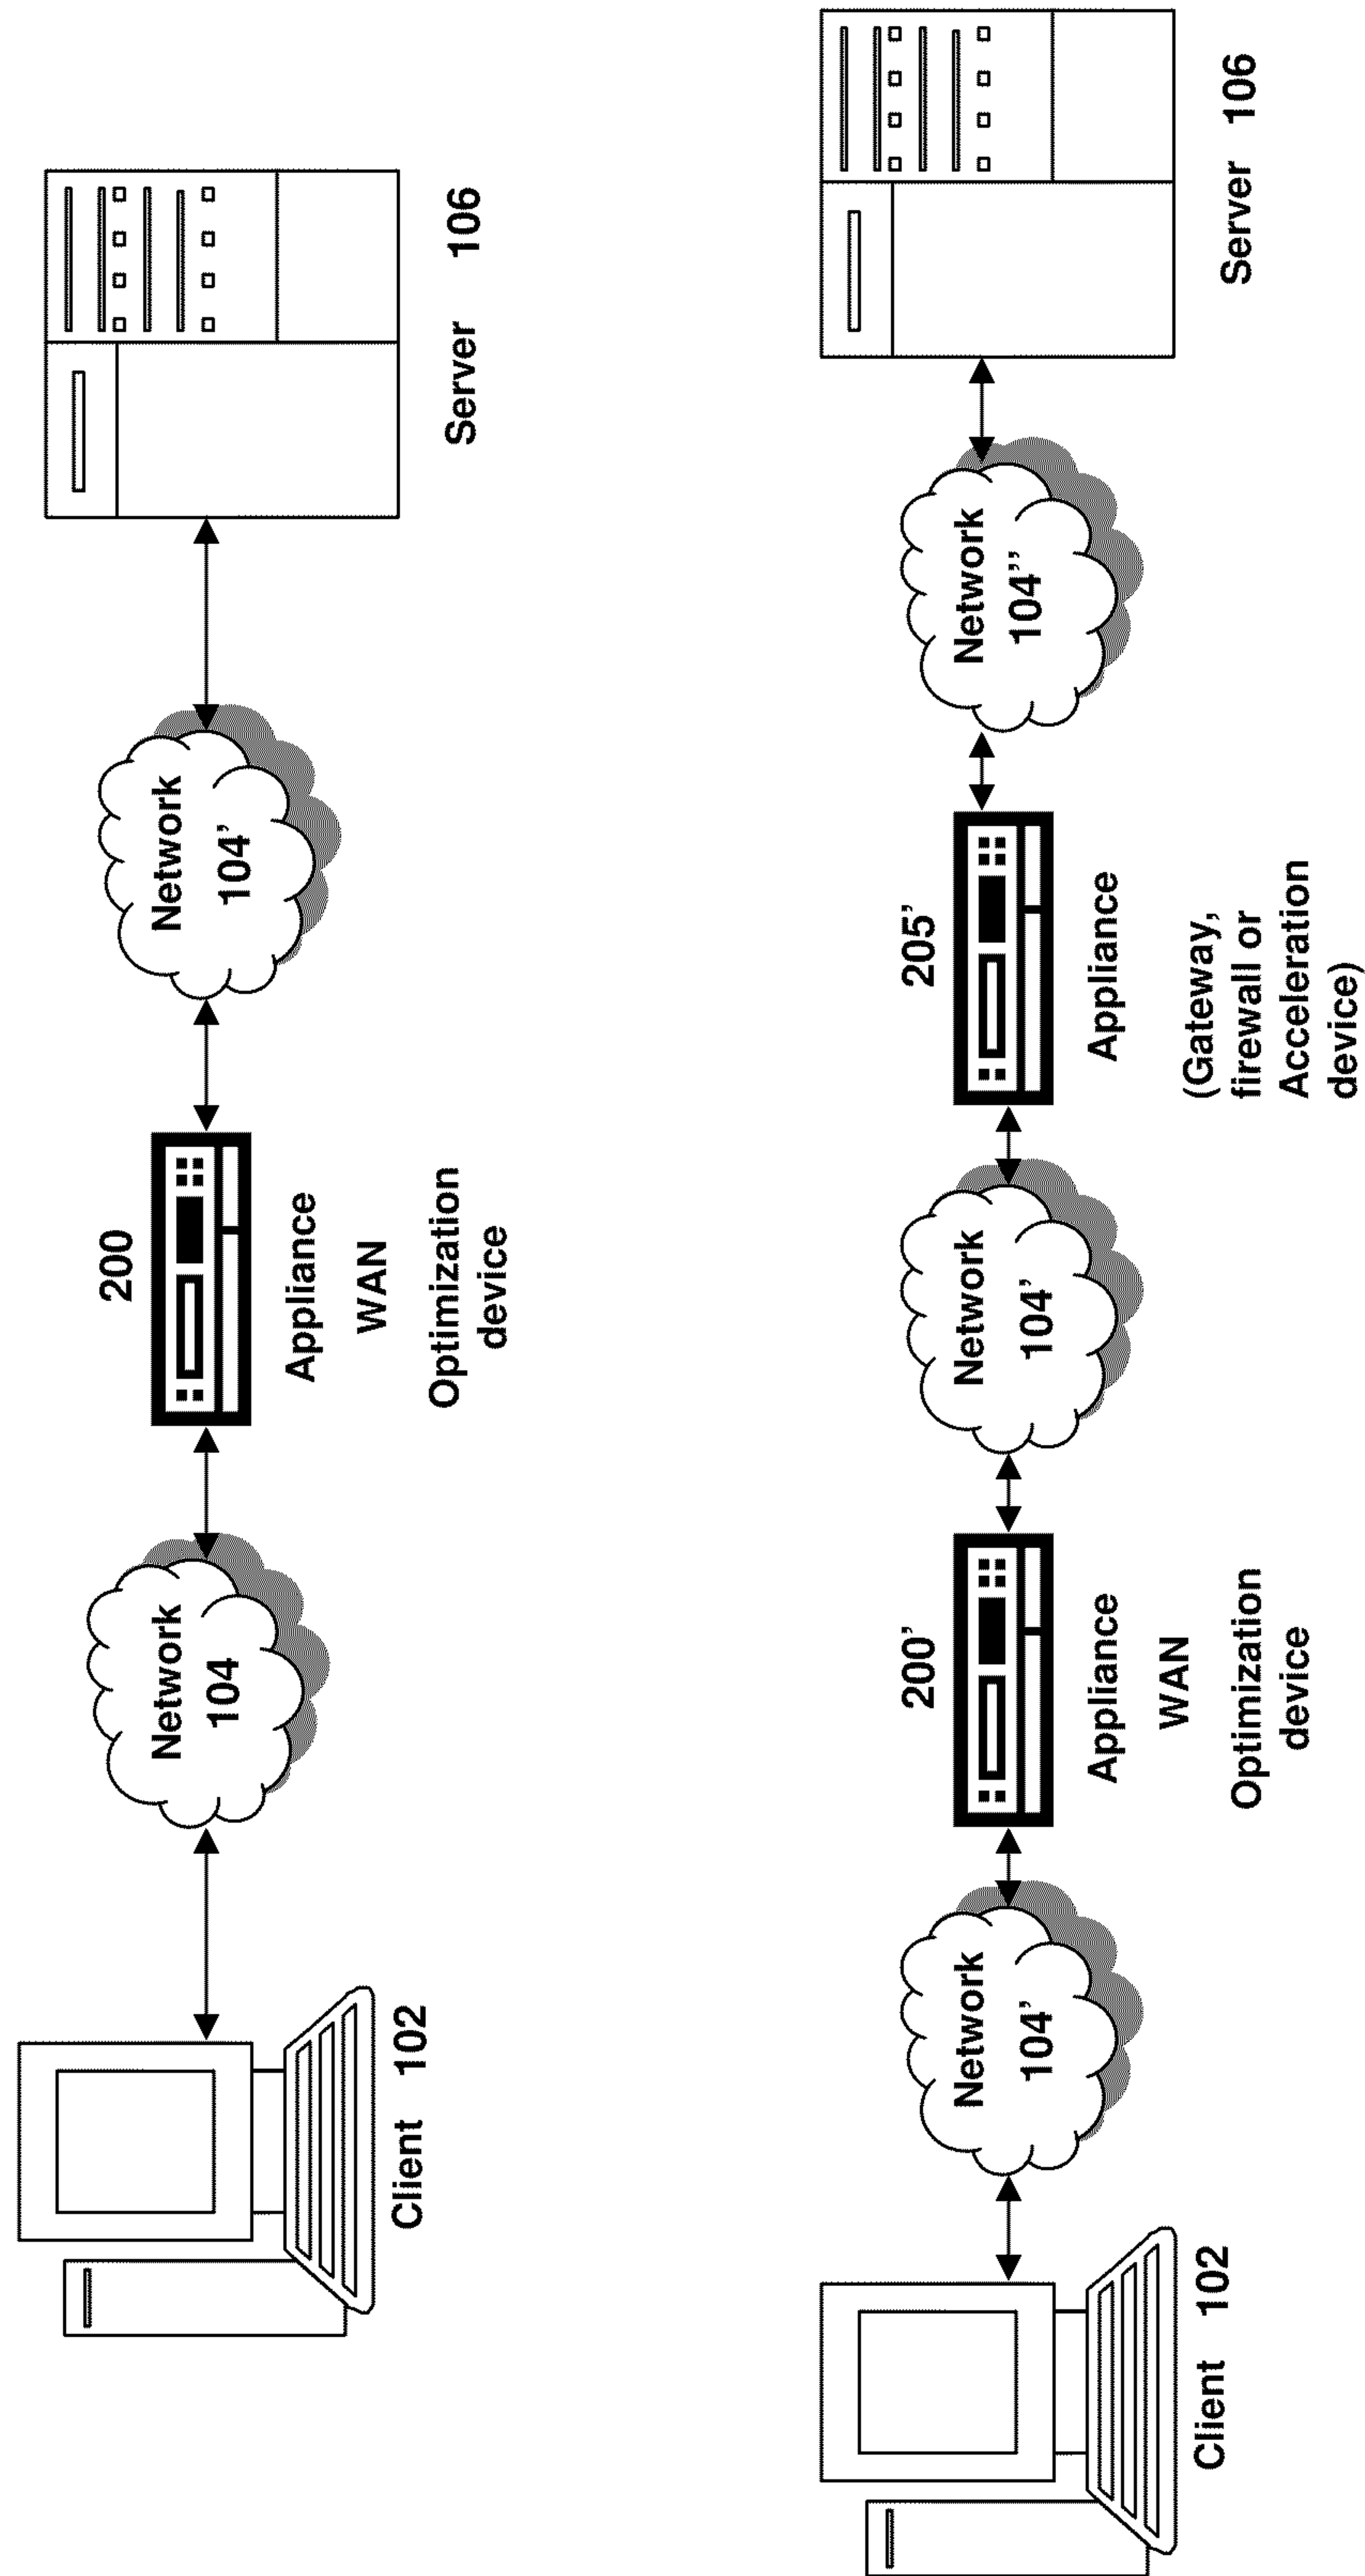 Client 102
Network
104
200
Appliance
WAN
Optimization
device
Network
104'
Server 106
Client 102
Network
104'
200'
Appliance
WAN
Optimization
device
Network
104'
205'
Appliance
(Gateway,
firewall or
Acceleration
device)
Network
104''
Server 106